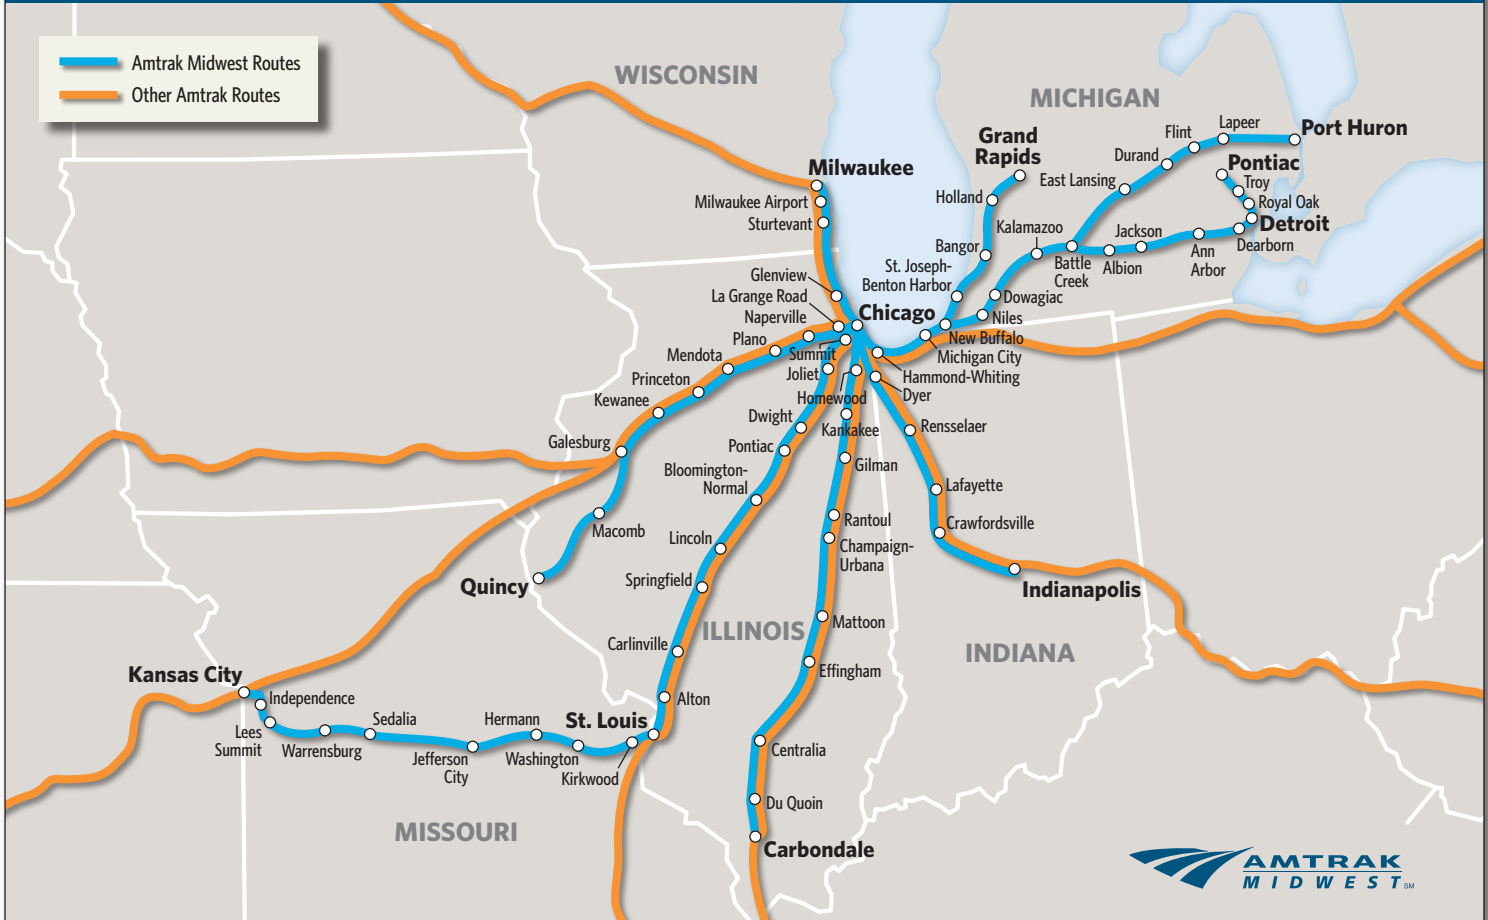 Amtrak Midwest Routes
Other Amtrak Routes
WISCONSIN
MICHIGAN
Grand
Rapids
Lapeer
Port Huron
Flint
Durand
Pontiac
East Lansing
Troy
Royal Oak
Detroit
Dearborn
Milwaukee
Milwaukee Airport
Sturtevant
Holland
Kalamazoo
Jackson
Bangor
Battle
Creek
Albion
Ann
Arbor
St. Joseph-
Benton Harbor
Dowagiac
Niles
Glenview
La Grange Road
Naperville
Chicago
New Buffalo
Michigan City
Hammond-Whiting
Dyer
Plano
Summit
Mendota
Joliet
Princeton
Homewood
Kewanee
Dwight
Kankakee
Rensselaer
Galesburg
Pontiac
Gilman
Bloomington-
Normal
Lafayette
Macomb
Rantoul
Crawfordsville
Lincoln
Champaign-
Urbana
Quincy
Springfield
Indianapolis
ILLINOIS
Mattoon
Carlinville
INDIANA
Effingham
Kansas City
Independence
Alton
Lees
Summit
Warrensburg
Sedalia
Hermann
St. Louis
Jefferson
City
Washington
Kirkwood
Centralia
Du Quoin
MISSOURI
Carbondale
AMTRAK
MIDWEST SM